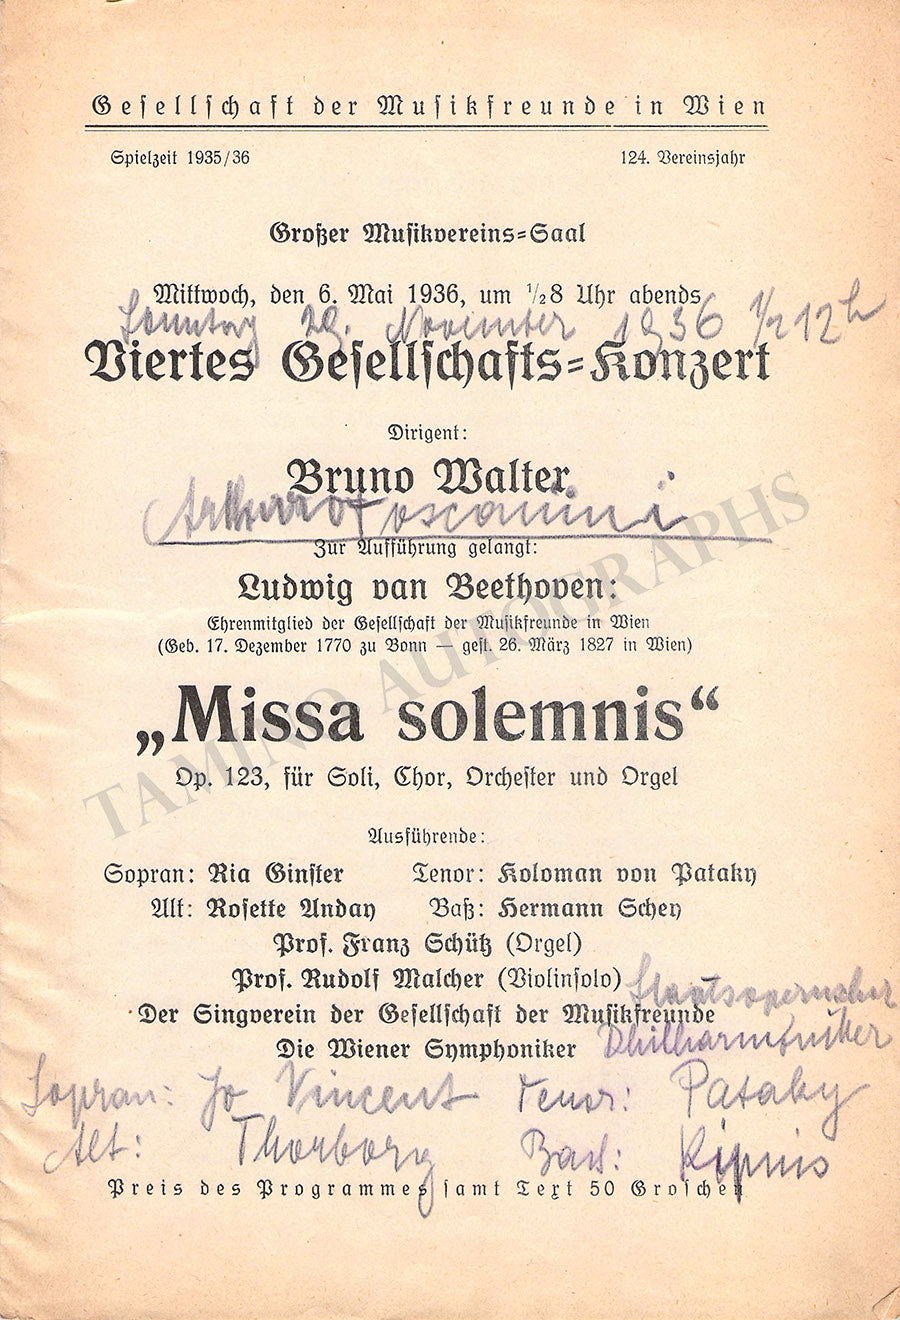 Gesellschaft der Musikfreunde in Wien
Spielzeit 1935/36 124. Vereinsjahr
Großer Musikvereins=Saal
Mittwoch, den 6. Mai 1936, um ½8 Uhr abends
Sonntag 29. November 1936 ½12h
Viertes Gesellschafts=Konzert
Dirigent:
Bruno Walter
Arthurro Toscanini
Zur Aufführung gelangt:
Ludwig van Beethoven:
Ehrenmitglied der Gesellschaft der Musikfreunde in Wien
(Geb. 17. Dezember 1770 zu Bonn — gest. 26. März 1827 in Wien)
„Missa solemnis“
Op. 123, für Soli, Chor, Orchester und Orgel
Ausführende:
Sopran: Ria Ginster Tenor: Koloman von Pataky
Alt: Rosette Anday Baß: Hermann Schey
Prof. Franz Schütz (Orgel)
Prof. Rudolf Malcher (Violinsolo)
Staatsopernchor
Der Singverein der Gesellschaft der Musikfreunde
Die Wiener Symphoniker Philharmoniker
Sopran: Jo Vincent Tenor: Pataky
Alt: Thorborg Bass: Kipnis
Preis des Programmes samt Text 50 Groschen
TAMINO AUTOGRAPHS